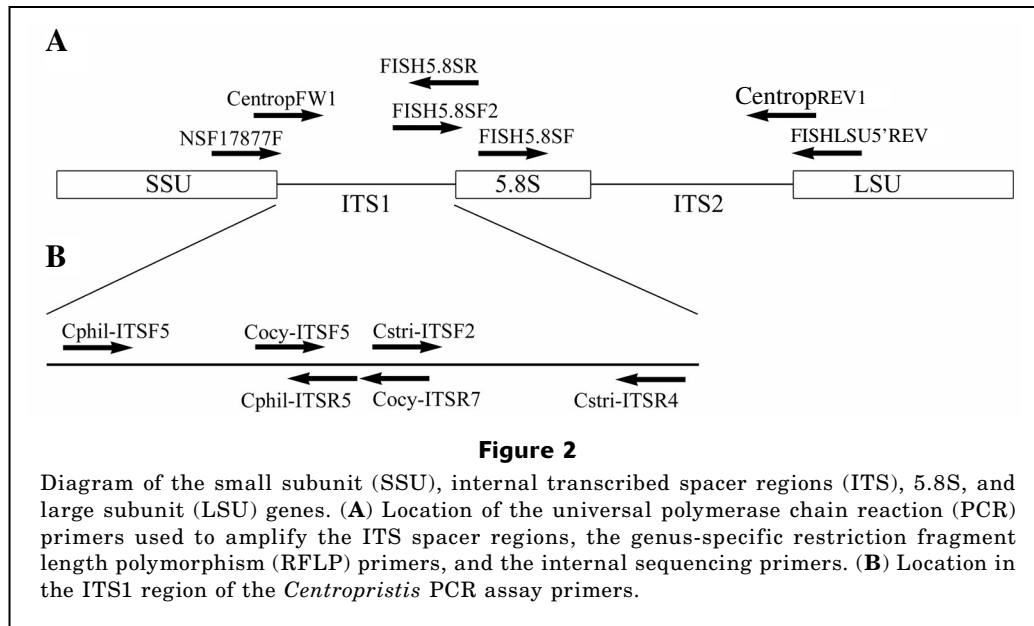 A
FISH5.8SR
CentropFW1
FISH5.8SF2
CentropREV1
NSF17877F
FISH5.8SF
FISHLSU5'REV
SSU
ITS1
5.8S
ITS2
LSU
B
Cphil-ITSF5
Cocy-ITSF5
Cstri-ITSF2
Cphil-ITSR5
Cocy-ITSR7
Cstri-ITSR4
Figure 2
Diagram of the small subunit (SSU), internal transcribed spacer regions (ITS), 5.8S, and
large subunit (LSU) genes. (A) Location of the universal polymerase chain reaction (PCR)
primers used to amplify the ITS spacer regions, the genus-specific restriction fragment
length polymorphism (RFLP) primers, and the internal sequencing primers. (B) Location in
the ITS1 region of the Centropristis PCR assay primers.